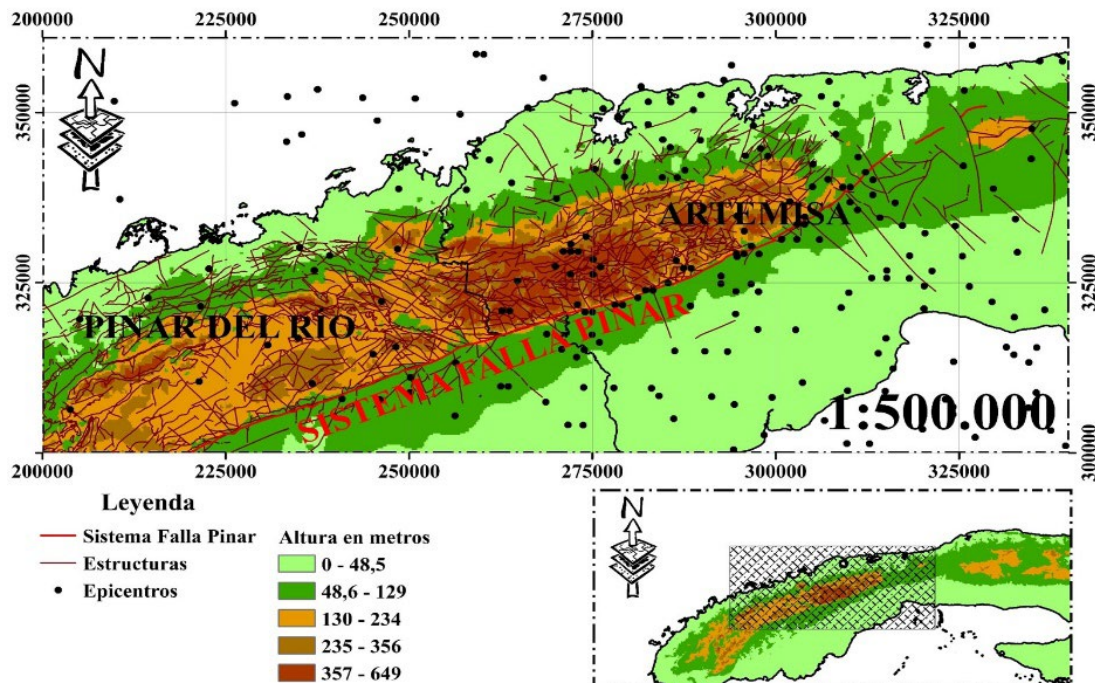 200000 225000 250000 275000 300000 325000
N
350000 350000
ARTEMISA
325000 325000
PINAR DEL RÍO
SISTEMA FALLA PINAR
1:500.000
300000
200000 225000 250000 275000 300000 325000
Leyenda
Sistema Falla Pinar
Estructuras
Epicentros
Altura en metros
0 - 48,5
48,6 - 129
130 - 234
235 - 356
357 - 649
N